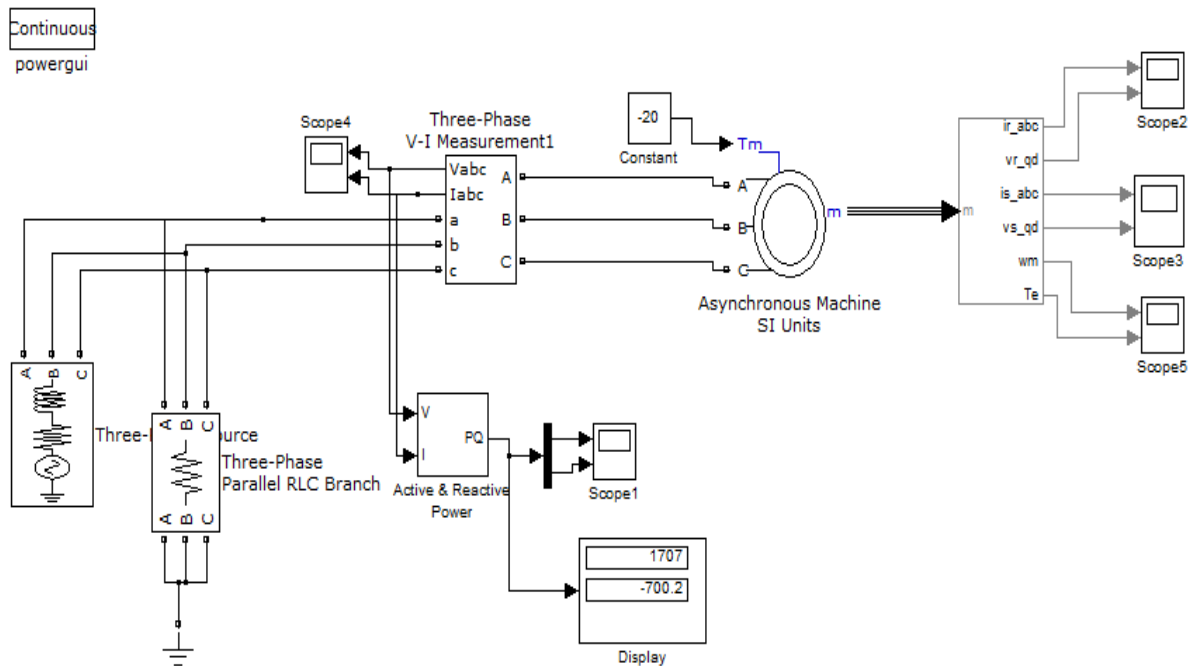 Continuous
powergui
Scope4
Three-Phase
V-I Measurement1
Vabc
Iabc
a
b
c
A
B
C
-20
Constant
Tm
A
B
C
m
Asynchronous Machine
SI Units
m
ir_abc
vr_qd
is_abc
vs_qd
wm
Te
Scope2
Scope3
Scope5
A
B
C
A
B
C
Three-
ource
Three-Phase
Parallel RLC Branch
A
B
C
V
I
PQ
Active & Reactive
Power
Scope1
1707
-700.2
Display